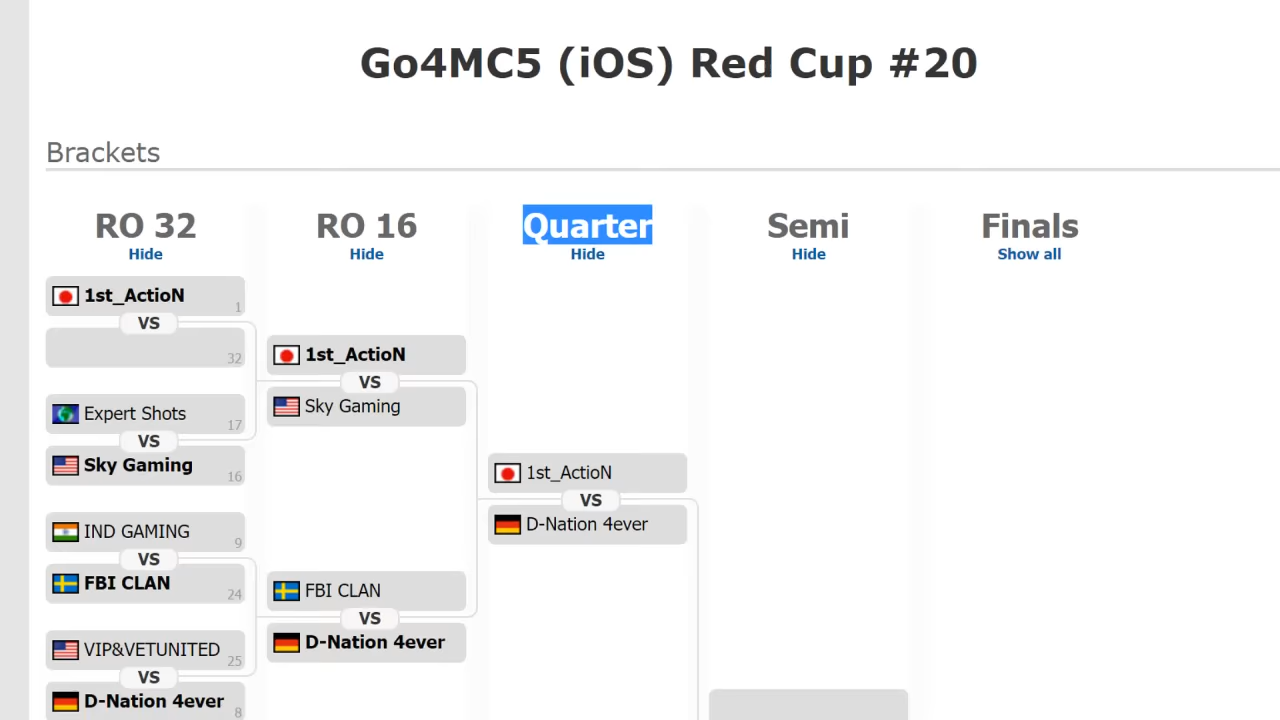 Go4MC5 (iOS) Red Cup #20
Brackets
RO 32 RO 16 Quarter Semi Finals
Hide Hide Hide Hide Show all
1st_ActioN 1
VS
32
1st_ActioN
VS
Sky Gaming
Expert Shots 17
VS
Sky Gaming 16
1st_ActioN
VS
D-Nation 4ever
IND GAMING 9
VS
FBI CLAN 24
FBI CLAN
VS
D-Nation 4ever
VIP&VETUNITED 25
VS
D-Nation 4ever 8